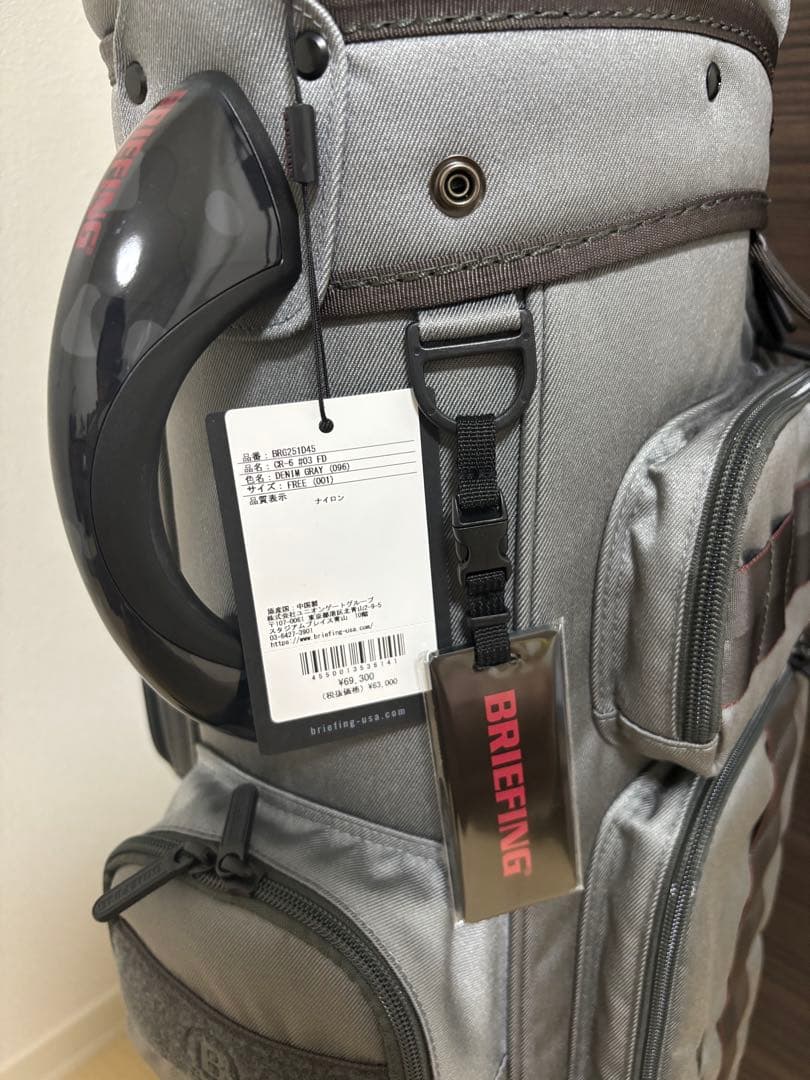 BRIEFING
品番: BRG251D45
品名: CR-6 #03 FD
色名: DENIM GRAY (096)
サイズ: FREE (001)
品質表示 ナイロン
原産国: 中国製
株式会社ユニオンゲートグループ
〒107-0061 東京都港区北青山2-9-5
スタジアムプレイス青山 10階
03-6427-3901
https://www.briefing-usa.com/
4550013538141
¥69,300
(税抜価格) ¥63,000
briefing-usa.com
BRIEFING
B